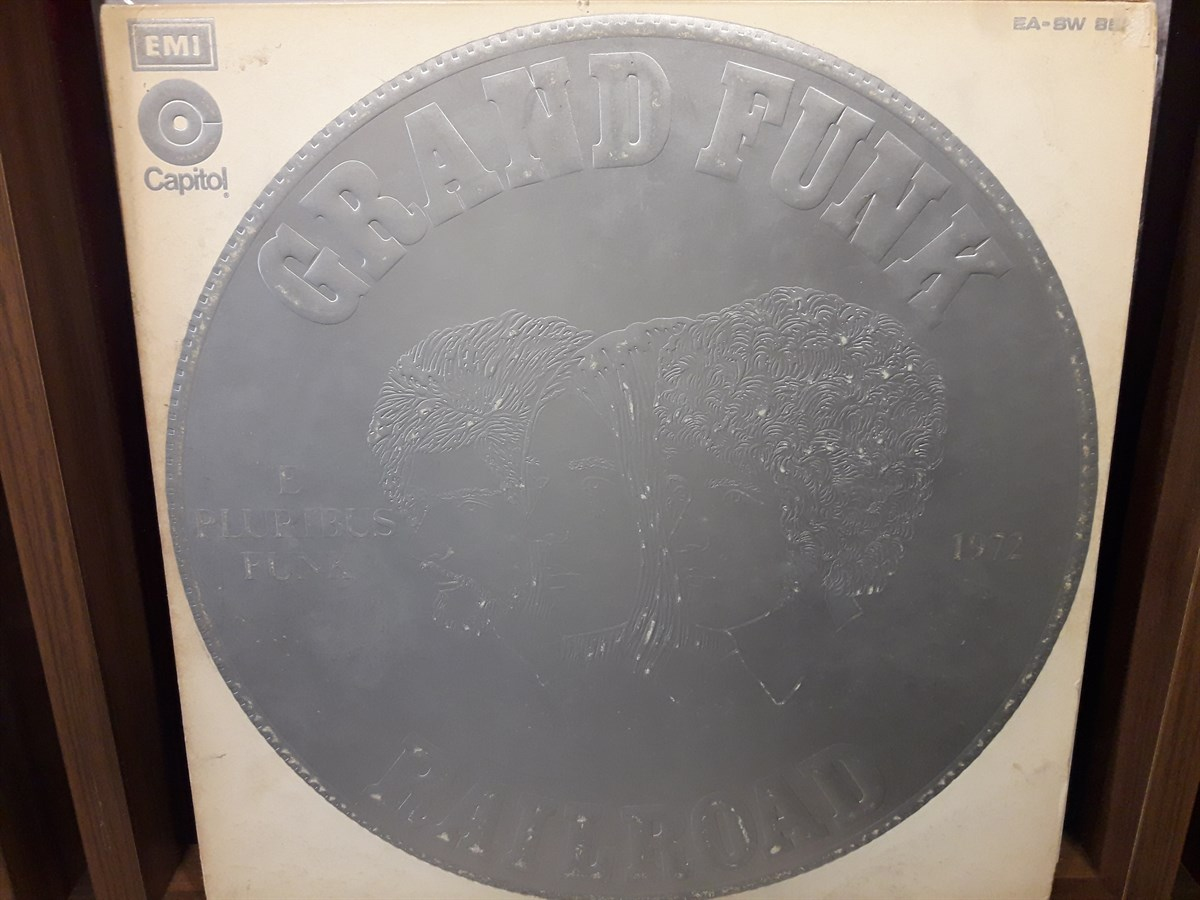 EMI
Capitol
EA-SW
GRAND FUNK
E
PLURIBUS
FUNK
1972
RAILROAD